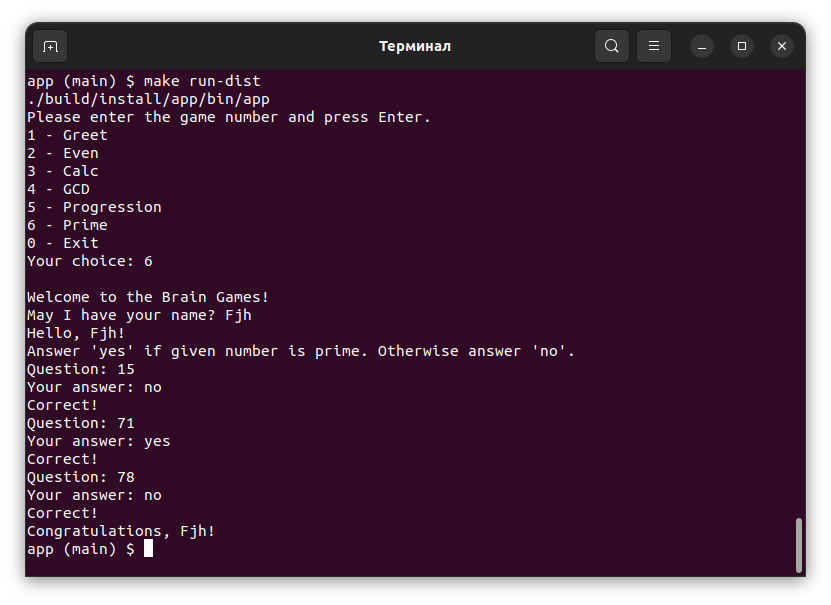 Терминал
app (main) $ make run-dist
./build/install/app/bin/app
Please enter the game number and press Enter.
1 - Greet
2 - Even
3 - Calc
4 - GCD
5 - Progression
6 - Prime
0 - Exit
Your choice: 6
Welcome to the Brain Games!
May I have your name? Fjh
Hello, Fjh!
Answer 'yes' if given number is prime. Otherwise answer 'no'.
Question: 15
Your answer: no
Correct!
Question: 71
Your answer: yes
Correct!
Question: 78
Your answer: no
Correct!
Congratulations, Fjh!
app (main) $